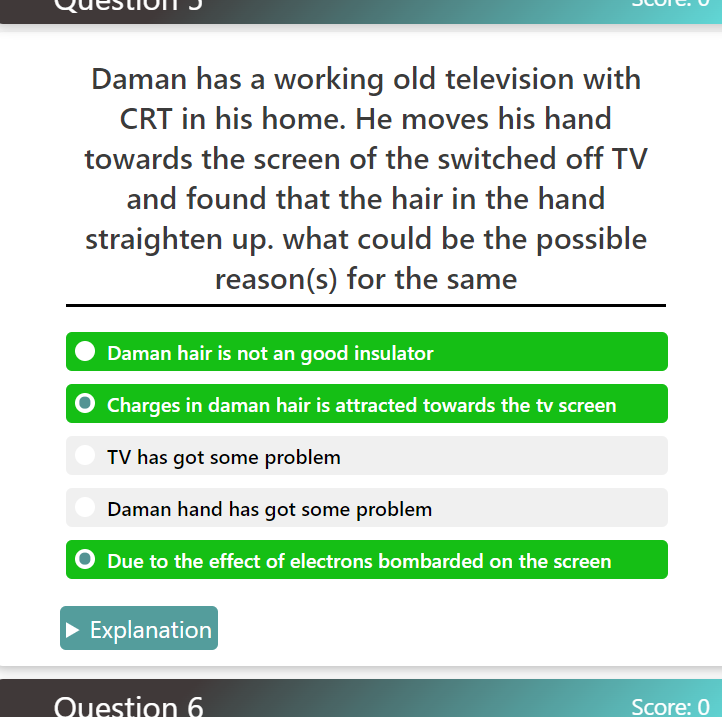 Question 5
Score: 0
Daman has a working old television with
CRT in his home. He moves his hand
towards the screen of the switched off TV
and found that the hair in the hand
straighten up. what could be the possible
reason(s) for the same
Daman hair is not an good insulator
Charges in daman hair is attracted towards the tv screen
TV has got some problem
Daman hand has got some problem
Due to the effect of electrons bombarded on the screen
Explanation
Question 6
Score: 0